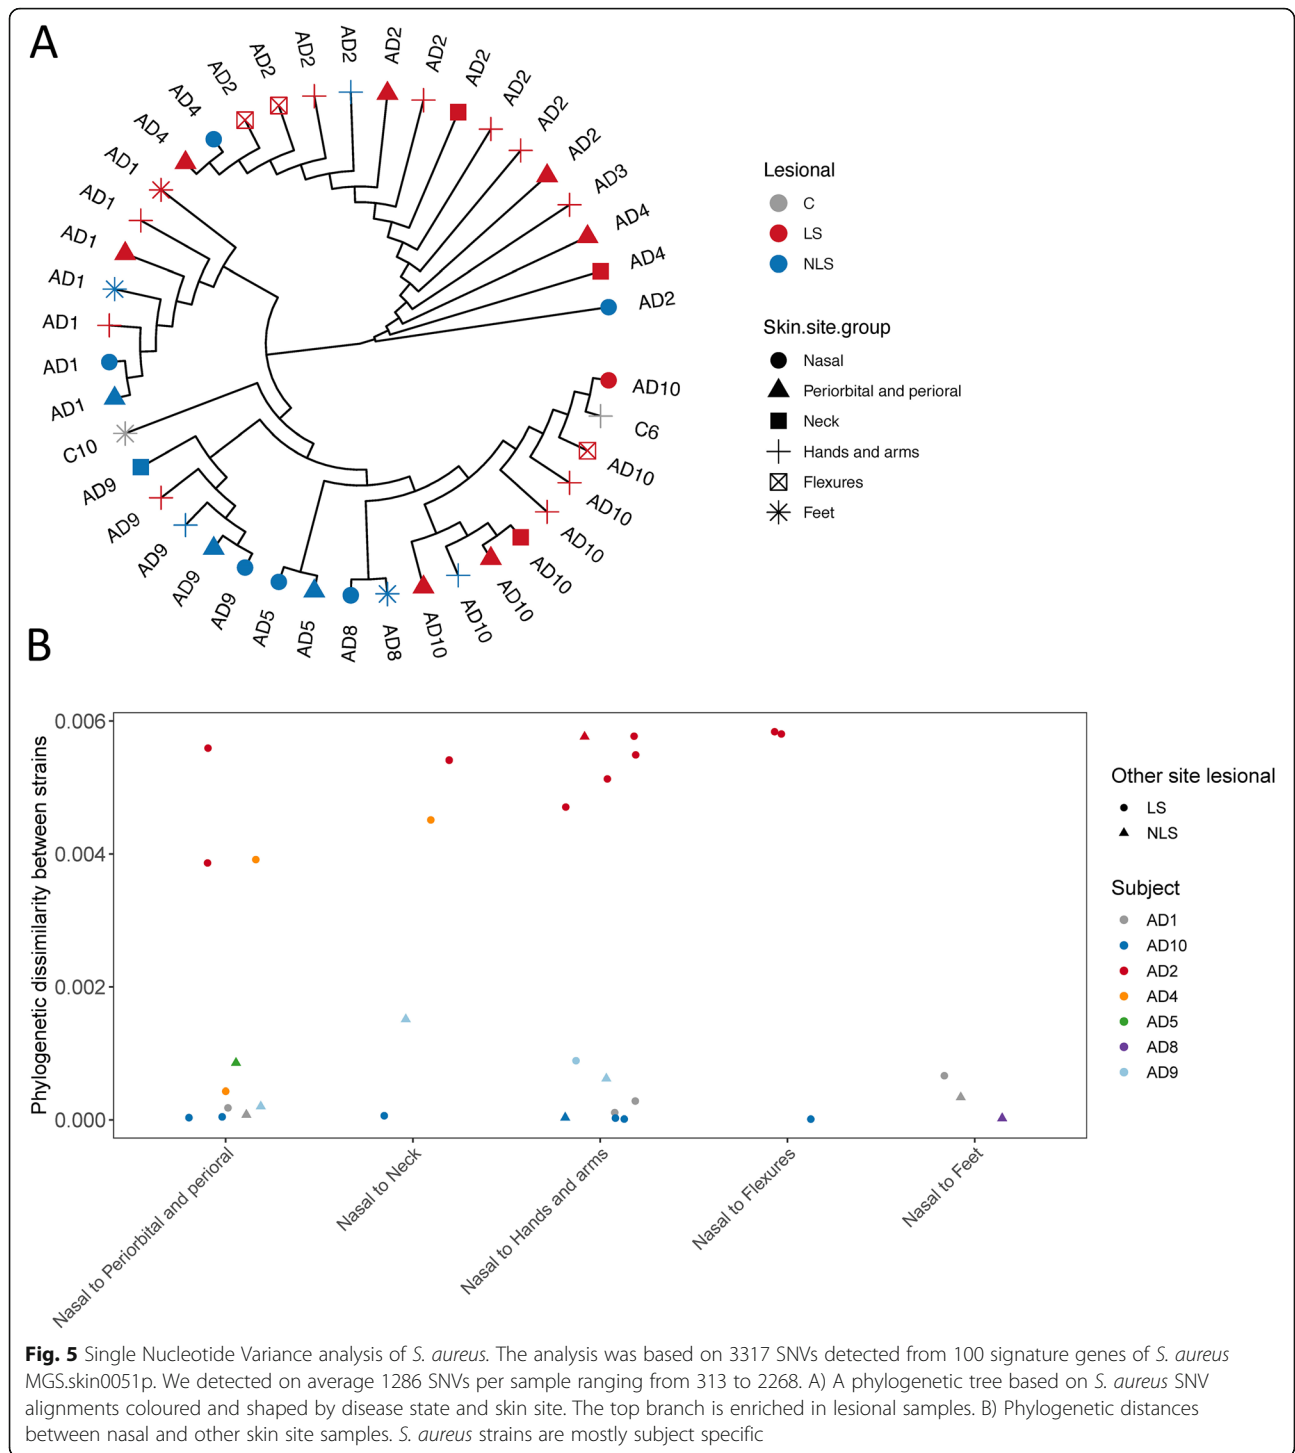 A
AD4
AD4
AD2
AD2
AD2
AD2
AD2
AD2
AD2
AD2
AD2
AD2
AD3
AD4
AD4
AD2
AD1
AD1
AD1
AD1
AD1
AD1
AD1
C10
AD9
AD9
AD9
AD9
AD9
AD5
AD5
AD8
AD8
AD10
AD10
AD10
AD10
AD10
AD10
AD10
C6
AD10
Lesional
C
LS
NLS
Skin.site.group
Nasal
Periorbital and perioral
Neck
Hands and arms
Flexures
Feet
B
Phylogenetic dissimilarity between strains
0.006
0.004
0.002
0.000
Nasal to Periorbital and perioral
Nasal to Neck
Nasal to Hands and arms
Nasal to Flexures
Nasal to Feet
Other site lesional
LS
NLS
Subject
AD1
AD10
AD2
AD4
AD5
AD8
AD9
Fig. 5 Single Nucleotide Variance analysis of S. aureus. The analysis was based on 3317 SNVs detected from 100 signature genes of S. aureus
MGS.skin0051p. We detected on average 1286 SNVs per sample ranging from 313 to 2268. A) A phylogenetic tree based on S. aureus SNV
alignments coloured and shaped by disease state and skin site. The top branch is enriched in lesional samples. B) Phylogenetic distances
between nasal and other skin site samples. S. aureus strains are mostly subject specific